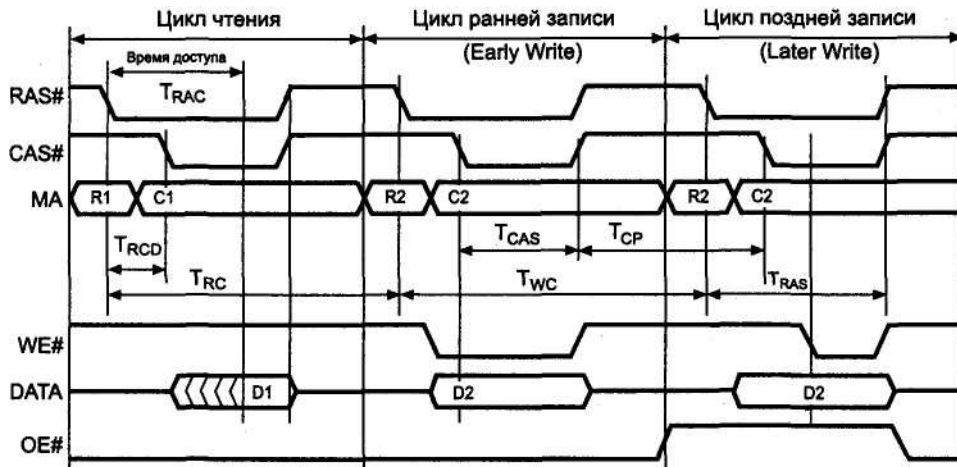 Цикл чтения
Цикл ранней записи
(Early Write)
Цикл поздней записи
(Later Write)
Время доступа
TRAC
RAS#
CAS#
MA
R1
C1
R2
C2
R2
C2
TRCD
TCAS
TCP
TRC
TWC
TRAS
WE#
DATA
D1
D2
D2
OE#